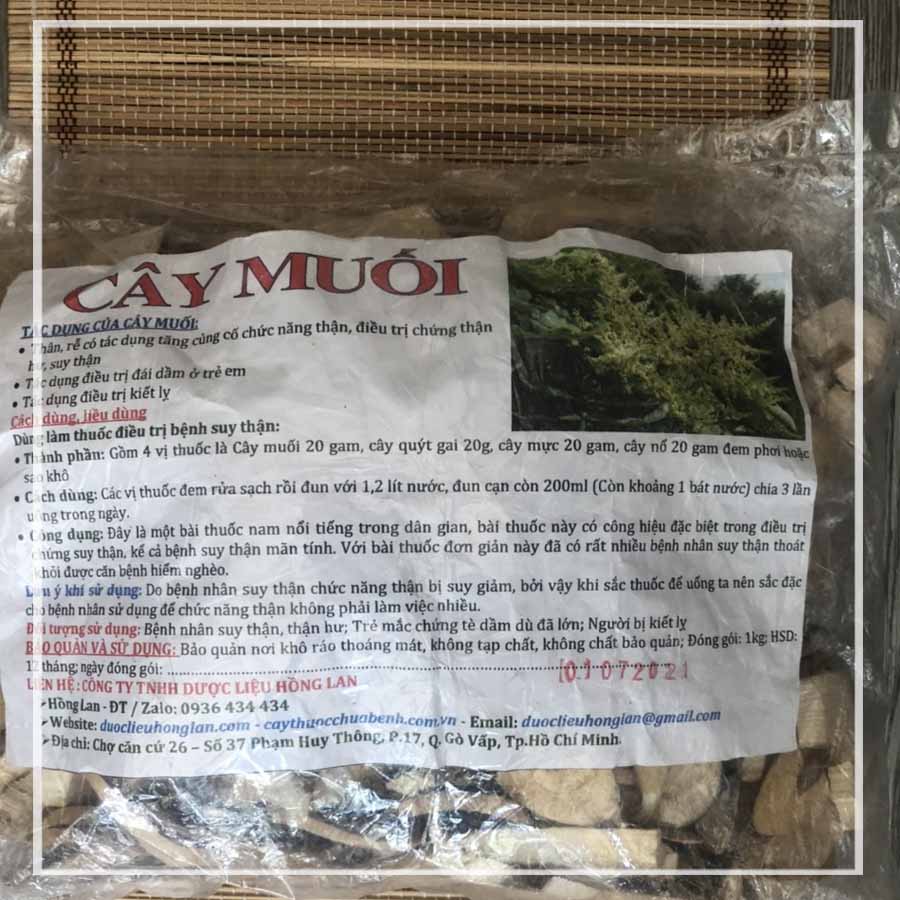 CÂY MUỐI
TÁC DỤNG CỦA CÂY MUỐI:
• Thân, rễ có tác dụng tăng củng cố chức năng thận, điều trị chứng thận
hư, suy thận
• Tác dụng điều trị đái dầm ở trẻ em
• Tác dụng điều trị kiết lỵ
Cách dùng, liều dùng
Dùng làm thuốc điều trị bệnh suy thận:
• Thành phần: Gồm 4 vị thuốc là Cây muối 20 gam, cây quýt gai 20g, cây mực 20 gam, cây nổ 20 gam đem phơi hoặc
sao khô
• Cách dùng: Các vị thuốc đem rửa sạch rồi đun với 1,2 lít nước, đun cạn còn 200ml (Còn khoảng 1 bát nước) chia 3 lần
uống trong ngày.
• Công dụng: Đây là một bài thuốc nam nổi tiếng trong dân gian, bài thuốc này có công hiệu đặc biệt trong điều trị
chứng suy thận, kể cả bệnh suy thận mãn tính. Với bài thuốc đơn giản này đã có rất nhiều bệnh nhân suy thận thoát
khỏi được căn bệnh hiểm nghèo.
Lưu ý khi sử dụng: Do bệnh nhân suy thận chức năng thận bị suy giảm, bởi vậy khi sắc thuốc để uống ta nên sắc đặc
cho bệnh nhân sử dụng để chức năng thận không phải làm việc nhiều.
Đối tượng sử dụng: Bệnh nhân suy thận, thận hư; Trẻ mắc chứng tè dầm dù đã lớn; Người bị kiết lỵ
BẢO QUẢN VÀ SỬ DỤNG: Bảo quản nơi khô ráo thoáng mát, không tạp chất, không chất bảo quản; Đóng gói: 1kg; HSD:
12 tháng; ngày đóng gói: 01072021
LIÊN HỆ: CÔNG TY TNHH DƯỢC LIỆU HỒNG LAN
➢ Hồng Lan - ĐT / Zalo: 0936 434 434
➢ Website: duoclieuhonglan.com - caythuocchuabenh.com.vn - Email: duoclieuhonglan@gmail.com
➢ Địa chỉ: Chợ căn cứ 26 – Số 37 Phạm Huy Thông, P.17, Q. Gò Vấp, Tp.Hồ Chí Minh.